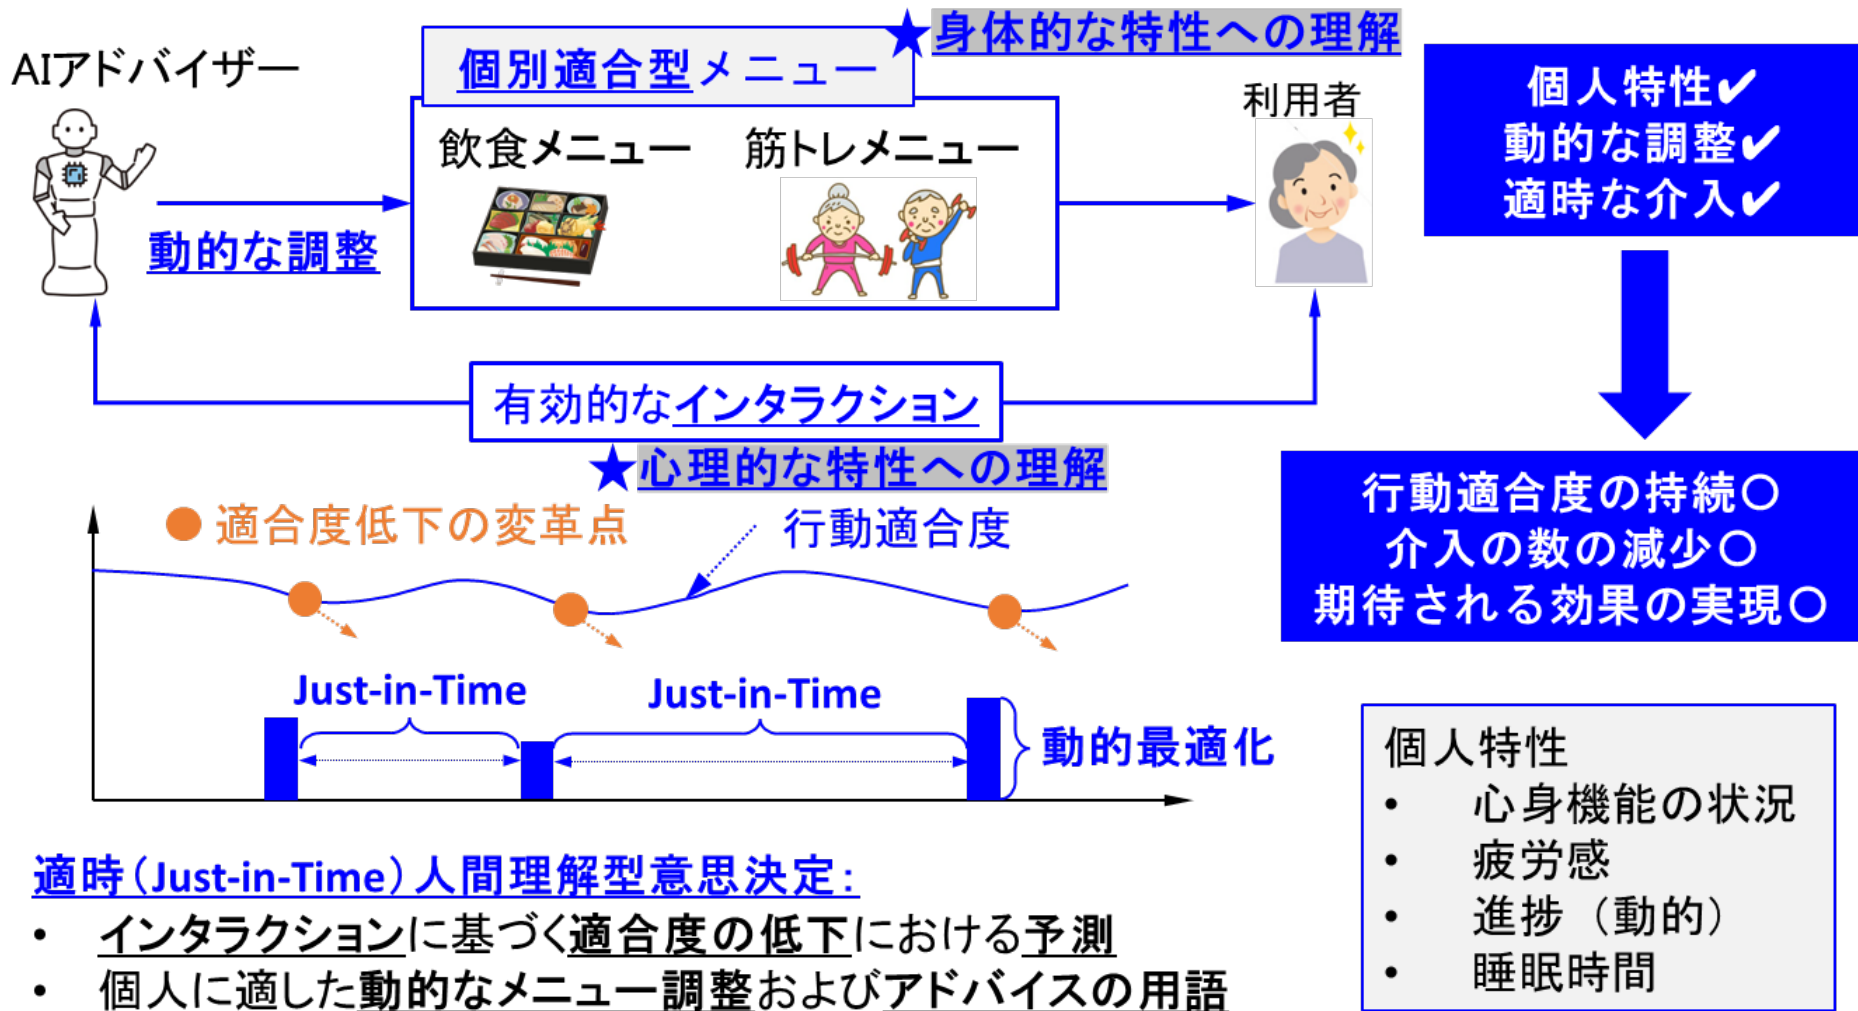 ★身体的な特性への理解
AIアドバイザー
個別適合型メニュー
利用者
飲食メニュー
筋トレメニュー
動的な調整
個人特性✔
動的な調整✔
適時な介入✔
有効的なインタラクション
★心理的な特性への理解
適合度低下の変革点
行動適合度
行動適合度の持続〇
介入の数の減少〇
期待される効果の実現〇
Just-in-Time
Just-in-Time
動的最適化
個人特性
• 心身機能の状況
• 疲労感
• 進捗（動的）
• 睡眠時間
適時（Just-in-Time）人間理解型意思決定：
• インタラクションに基づく適合度の低下における予測
• 個人に適した動的なメニュー調整およびアドバイスの用語